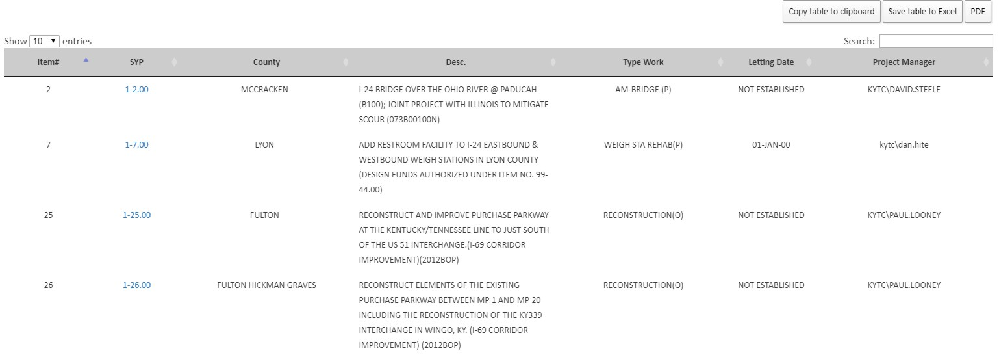 Copy table to clipboard Save table to Excel PDF
Show 10 entries Search:
Item# SYP County Desc. Type Work Letting Date Project Manager
2 1-2.00 MCCRACKEN I-24 BRIDGE OVER THE OHIO RIVER @ PADUCAH AM-BRIDGE (P) NOT ESTABLISHED KYTC\DAVID.STEELE
(B100); JOINT PROJECT WITH ILLINOIS TO MITIGATE
SCOUR (073B00100N)
7 1-7.00 LYON ADD RESTROOM FACILITY TO I-24 EASTBOUND & WEIGH STA REHAB(P) 01-JAN-00 kytc\dan.hite
WESTBOUND WEIGH STATIONS IN LYON COUNTY
(DESIGN FUNDS AUTHORIZED UNDER ITEM NO. 99-
44.00)
25 1-25.00 FULTON RECONSTRUCT AND IMPROVE PURCHASE PARKWAY RECONSTRUCTION(O) NOT ESTABLISHED KYTC\PAUL.LOONEY
AT THE KENTUCKY/TENNESSEE LINE TO JUST SOUTH
OF THE US 51 INTERCHANGE.(I-69 CORRIDOR
IMPROVEMENT)(2012BOP)
26 1-26.00 FULTON HICKMAN GRAVES RECONSTRUCT ELEMENTS OF THE EXISTING RECONSTRUCTION(O) NOT ESTABLISHED KYTC\PAUL.LOONEY
PURCHASE PARKWAY BETWEEN MP 1 AND MP 20
INCLUDING THE RECONSTRUCTION OF THE KY339
INTERCHANGE IN WINGO, KY. (I-69 CORRIDOR
IMPROVEMENT) (2012BOP)